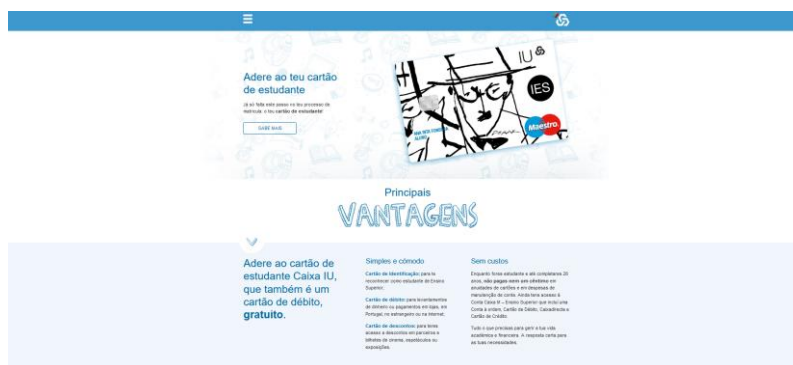 Adere ao teu cartão
de estudante
Já só falta este passo no teu processo de
matrícula: o teu cartão de estudante!
SABE MAIS
IU
IES
Maestro
Principais
VANTAGENS
Adere ao cartão de
estudante Caixa IU,
que também é um
cartão de débito,
gratuito.
Simples e cómodo
Cartão de Identificação: para te
reconhecer como estudante do Ensino
Superior.
Cartão de débito: para levantamentos
de dinheiro ou pagamentos em lojas, em
Portugal, no estrangeiro ou na internet.
Cartão de descontos: para teres
acesso a descontos em parceiros e
bilhetes de cinema, espetáculos ou
exposições.
Sem custos
Enquanto fores estudante e até completares
anos, não pagas nem um cêntimo em
anuidades de cartões e em despesas de
manutenção de conta. Ainda tens acesso à
Conta Caixa M – Ensino Superior que inclui uma
Conta à ordem, Cartão de Débito, Caixadirecta e
Cartão de Crédito.
Tudo o que precisas para gerir a tua vida
académica e financeira. A resposta certa para
as tuas necessidades.